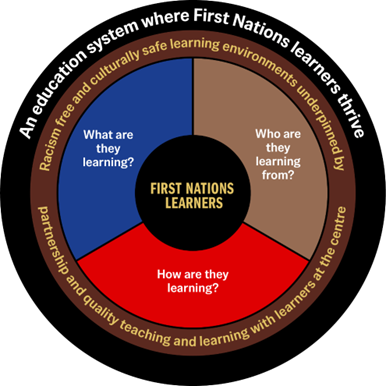 An education system where First Nations learners thrive
Racism free and culturally safe learning environments underpinned by
partnership and quality teaching and learning with learners at the centre
What are
they
learning?
Who are
they
learning
from?
FIRST NATIONS
LEARNERS
How are they
learning?